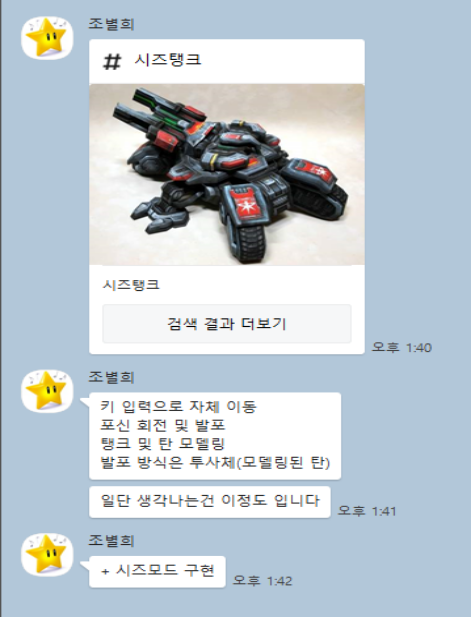 조별희
# 시즈탱크
시즈탱크
검색 결과 더보기
오후 1:40
조별희
키 입력으로 자체 이동
포신 회전 및 발포
탱크 및 탄 모델링
발포 방식은 투사체(모델링된 탄)
일단 생각나는건 이정도 입니다
오후 1:41
조별희
+ 시즈모드 구현
오후 1:42